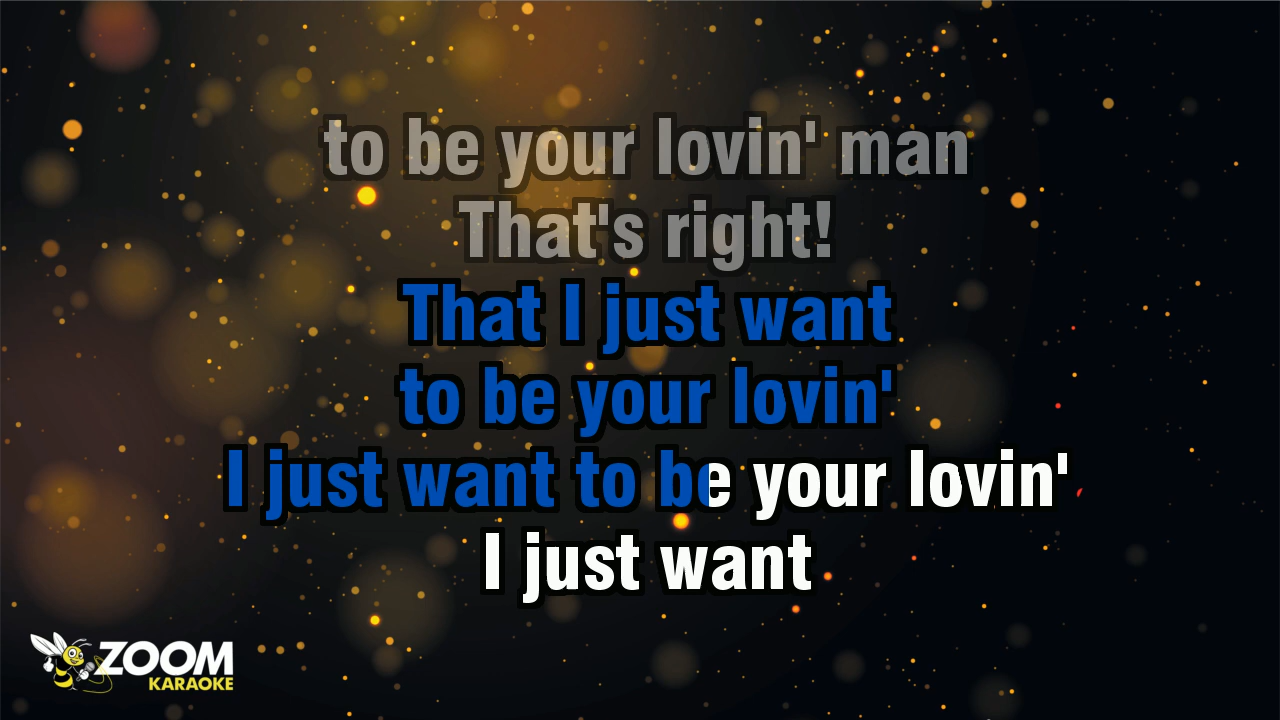 to be your lovin' man
That's right!
That I just want
to be your lovin'
I just want to be your lovin'
I just want
ZOOM
KARAOKE